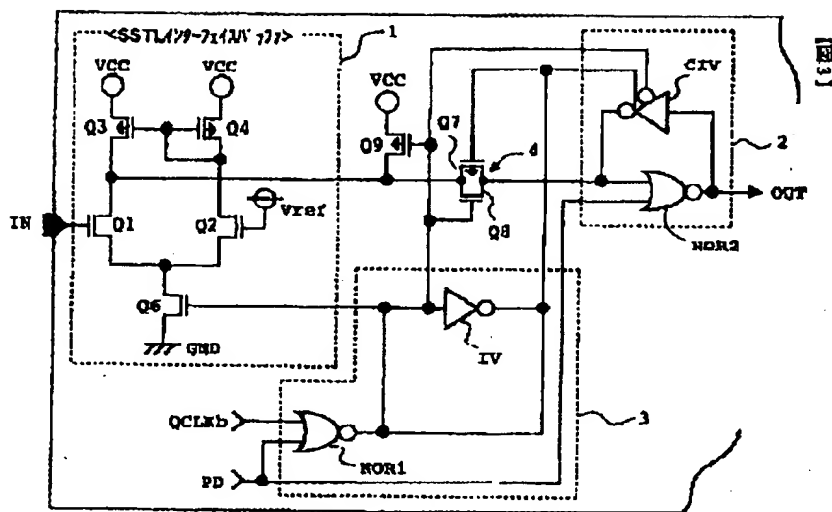 <SSTLインターフェイスバッファ>
1
VCC
VCC
VCC
Q3
Q4
Q9
Q7
4
CIV
2
IN
Q1
Q2
Vref
Q8
OUT
NOR2
Q6
GND
IV
QCLKb
3
NOR1
PD
【図3】